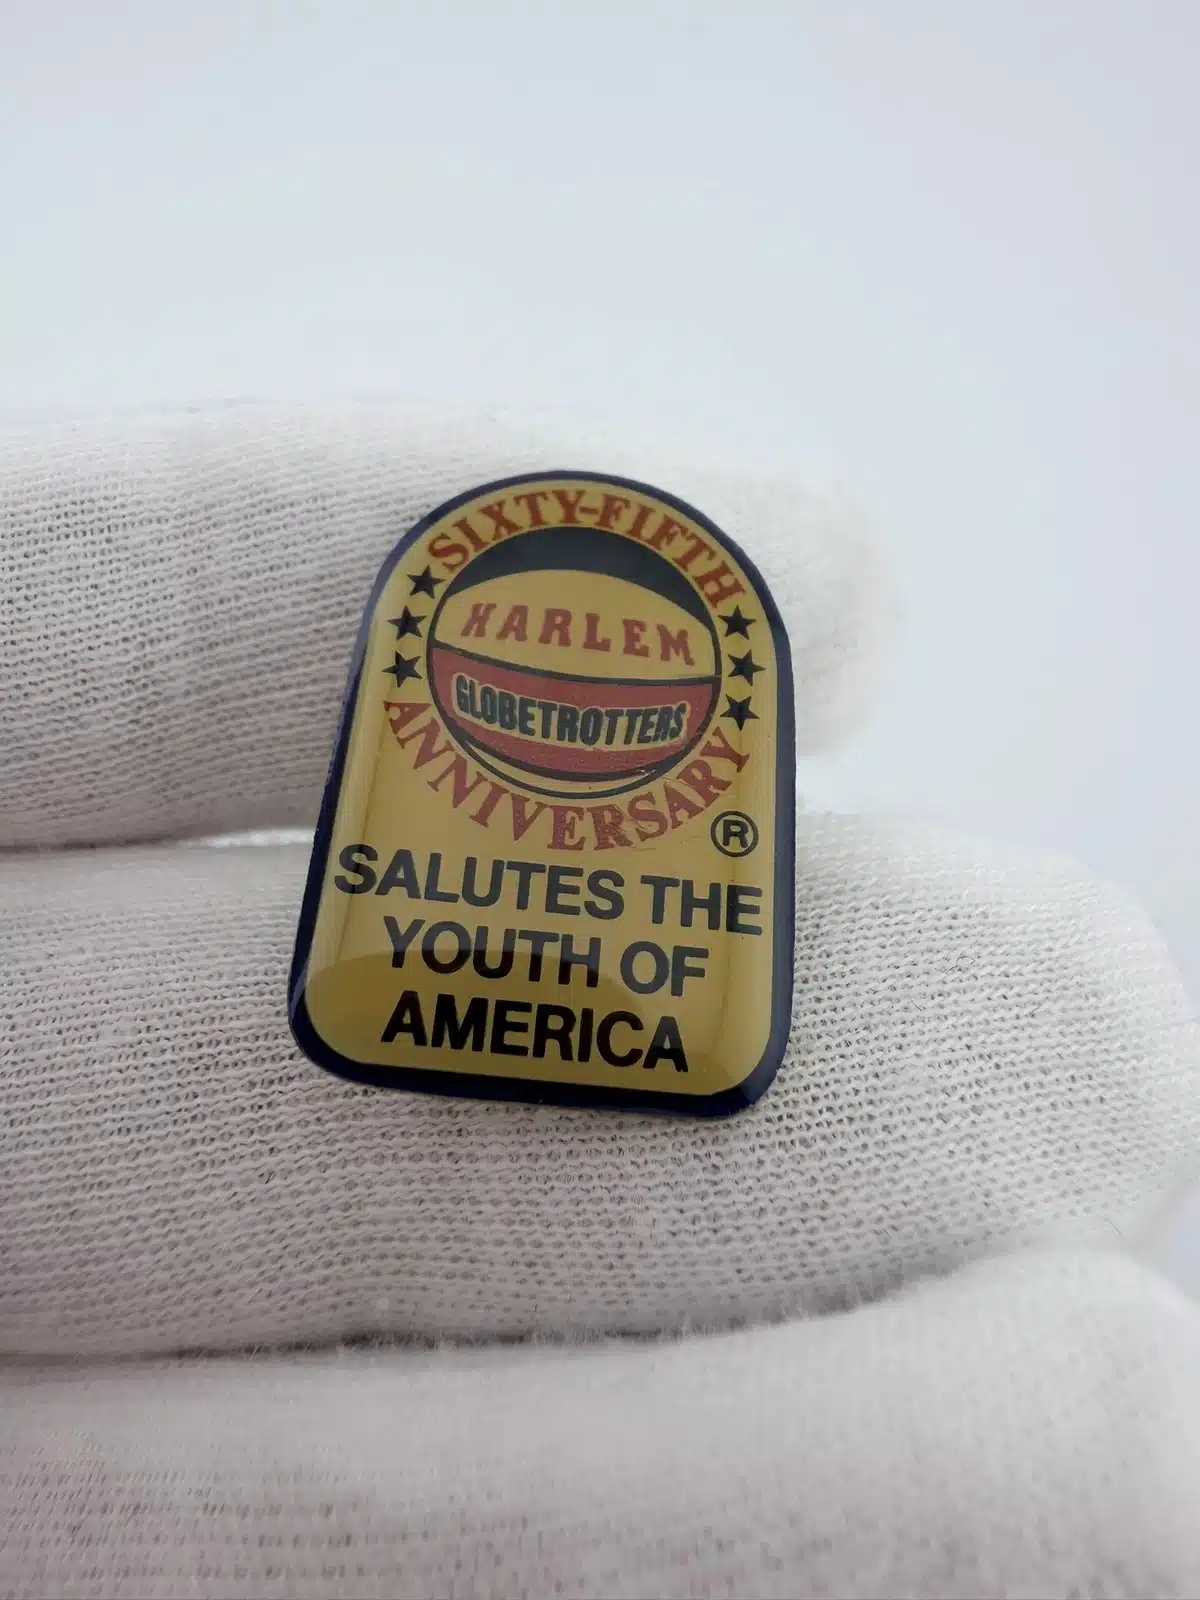 SIXTY-FIFTH
HARLEM
GLOBETROTTERS
ANNIVERSARY
®
SALUTES THE
YOUTH OF
AMERICA